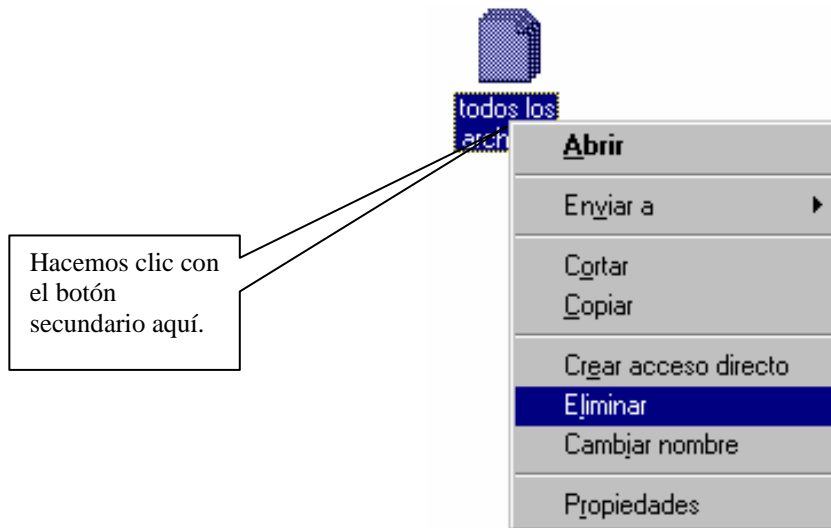 todos los
Abrir
Enviar a
Hacemos clic con
el botón
secundario aquí.
Cortar
Copiar
Crear acceso directo
Eliminar
Cambiar nombre
Propiedades